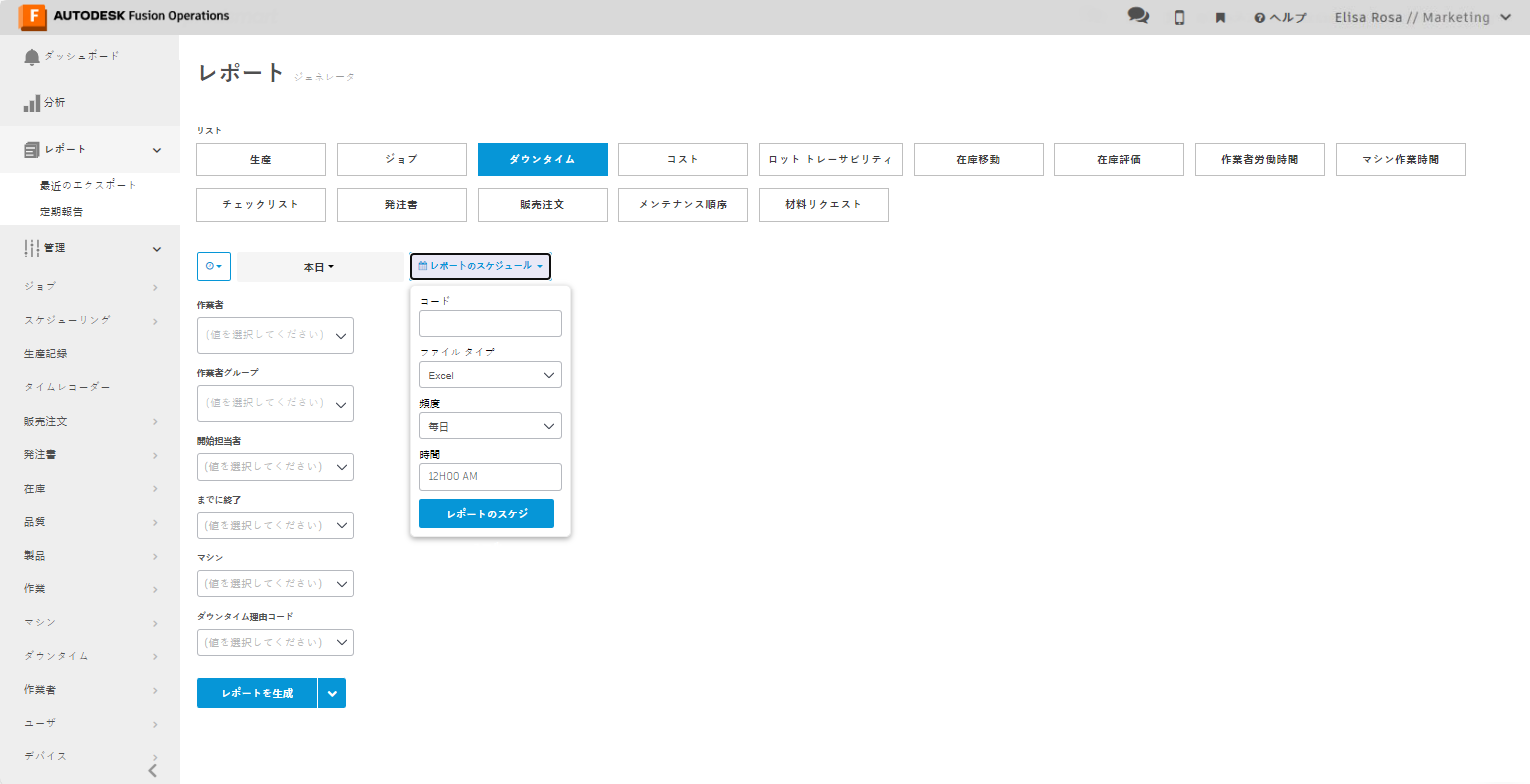 F AUTODESK Fusion Operations
ヘルプ
Elisa Rosa // Marketing
ダッシュボード
分析
レポート
最近のエクスポート
定期報告
管理
ジョブ
スケジューリング
生産記録
タイムレコーダー
販売注文
発注書
在庫
品質
製品
作業
マシン
ダウンタイム
作業者
ユーザ
デバイス
レポート ジェネレータ
リスト
生産 ジョブ ダウンタイム コスト ロット トレーサビリティ 在庫移動 在庫評価 作業者労働時間 マシン作業時間
チェックリスト 発注書 販売注文 メンテナンス順序 材料リクエスト
本日 レポートのスケジュール
作業者
(値を選択してください)
作業者グループ
(値を選択してください)
開始担当者
(値を選択してください)
までに終了
(値を選択してください)
マシン
(値を選択してください)
ダウンタイム理由コード
(値を選択してください)
レポートを生成
コード
ファイル タイプ
Excel
頻度
毎日
時間
12H00 AM
レポートのスケジ